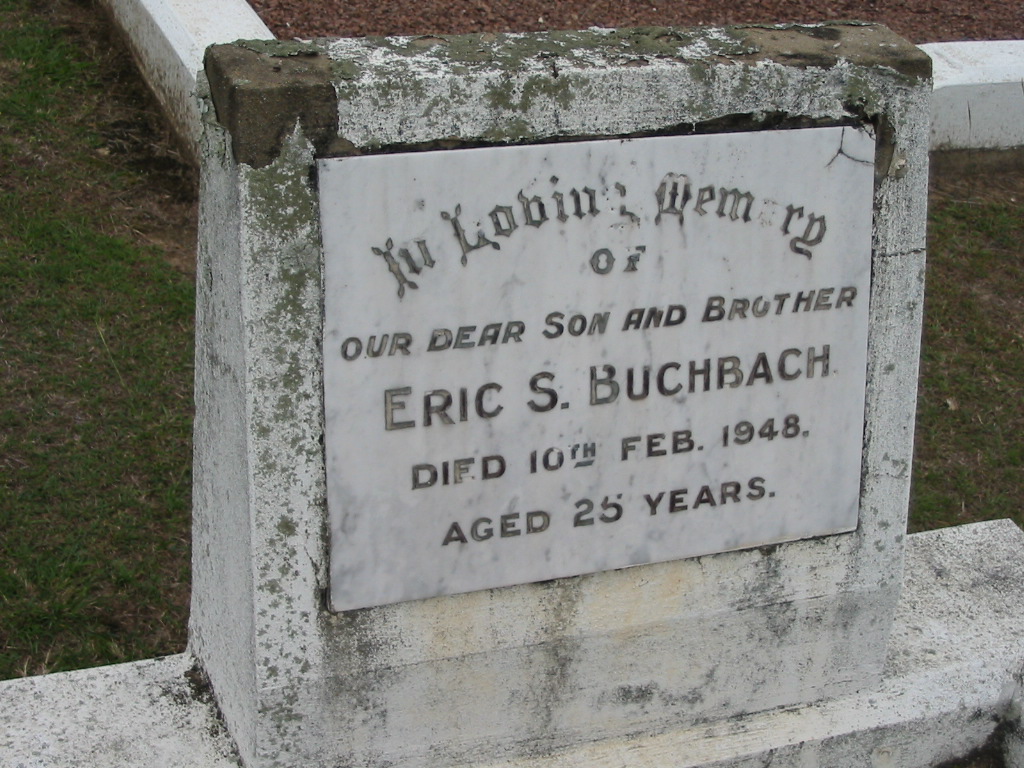 In Loving Memory
OF
OUR DEAR SON AND BROTHER
ERIC S. BUCHBACH
DIED 10TH FEB. 1948.
AGED 25 YEARS.